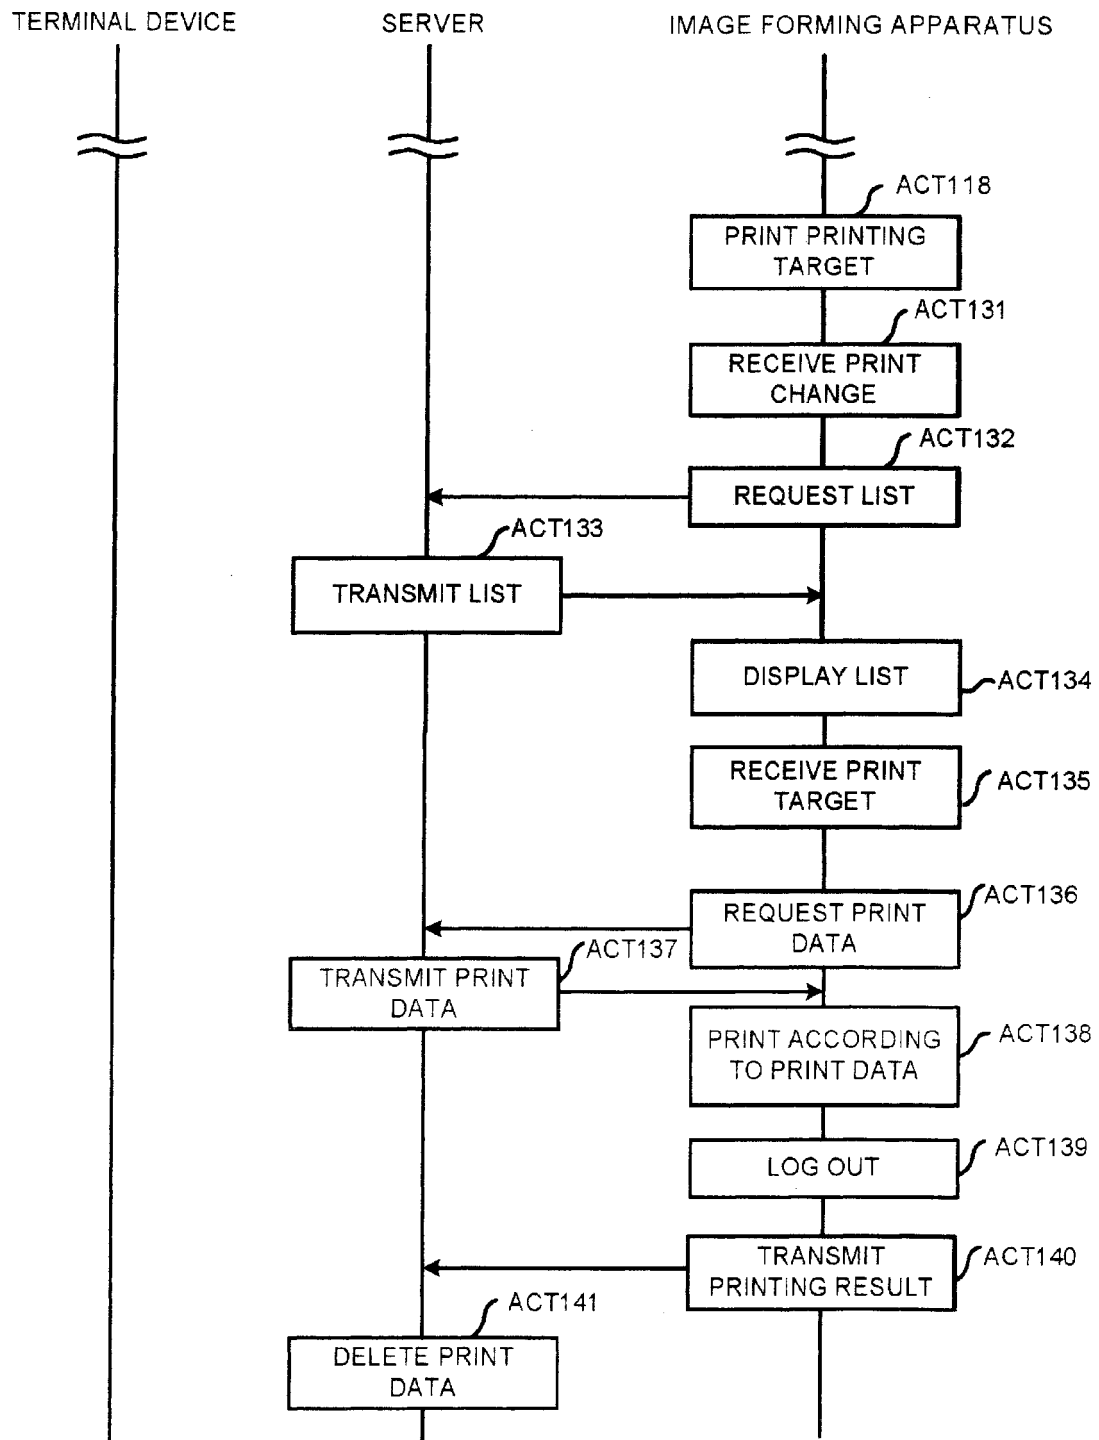 TERMINAL DEVICE
SERVER
IMAGE FORMING APPARATUS
ACT118
PRINT PRINTING
TARGET
ACT131
RECEIVE PRINT
CHANGE
ACT132
REQUEST LIST
ACT133
TRANSMIT LIST
DISPLAY LIST
ACT134
RECEIVE PRINT
TARGET
ACT135
ACT136
REQUEST PRINT
DATA
ACT137
TRANSMIT PRINT
DATA
PRINT ACCORDING
TO PRINT DATA
ACT138
LOG OUT
ACT139
TRANSMIT
PRINTING RESULT
ACT140
ACT141
DELETE PRINT
DATA